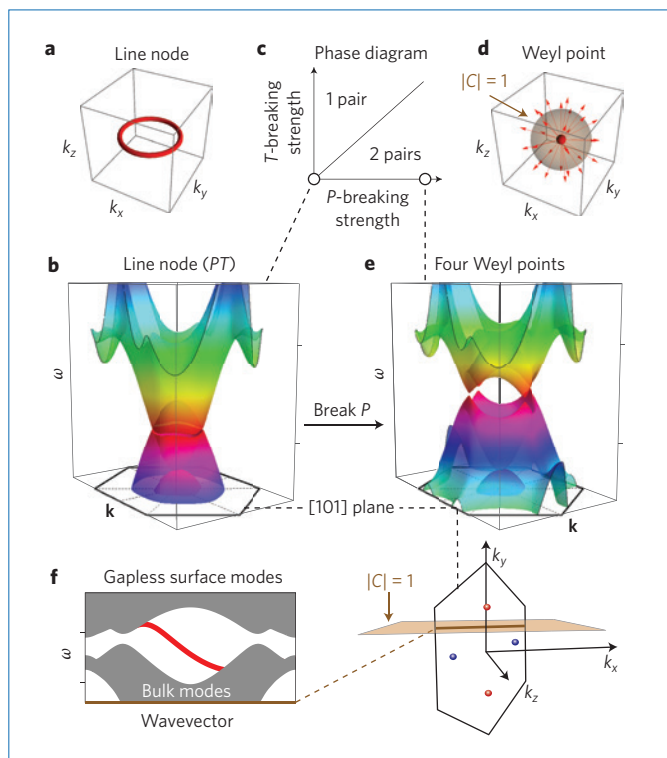 a Line node
k_z
k_x
k_y
c Phase diagram
T-breaking
strength
1 pair
2 pairs
P-breaking
strength
d Weyl point
|C| = 1
k_z
k_x
k_y
b Line node (PT)
ω
k
Break P
e Four Weyl points
ω
k
[101] plane
f Gapless surface modes
ω
Bulk modes
Wavevector
|C| = 1
k_y
k_x
k_z